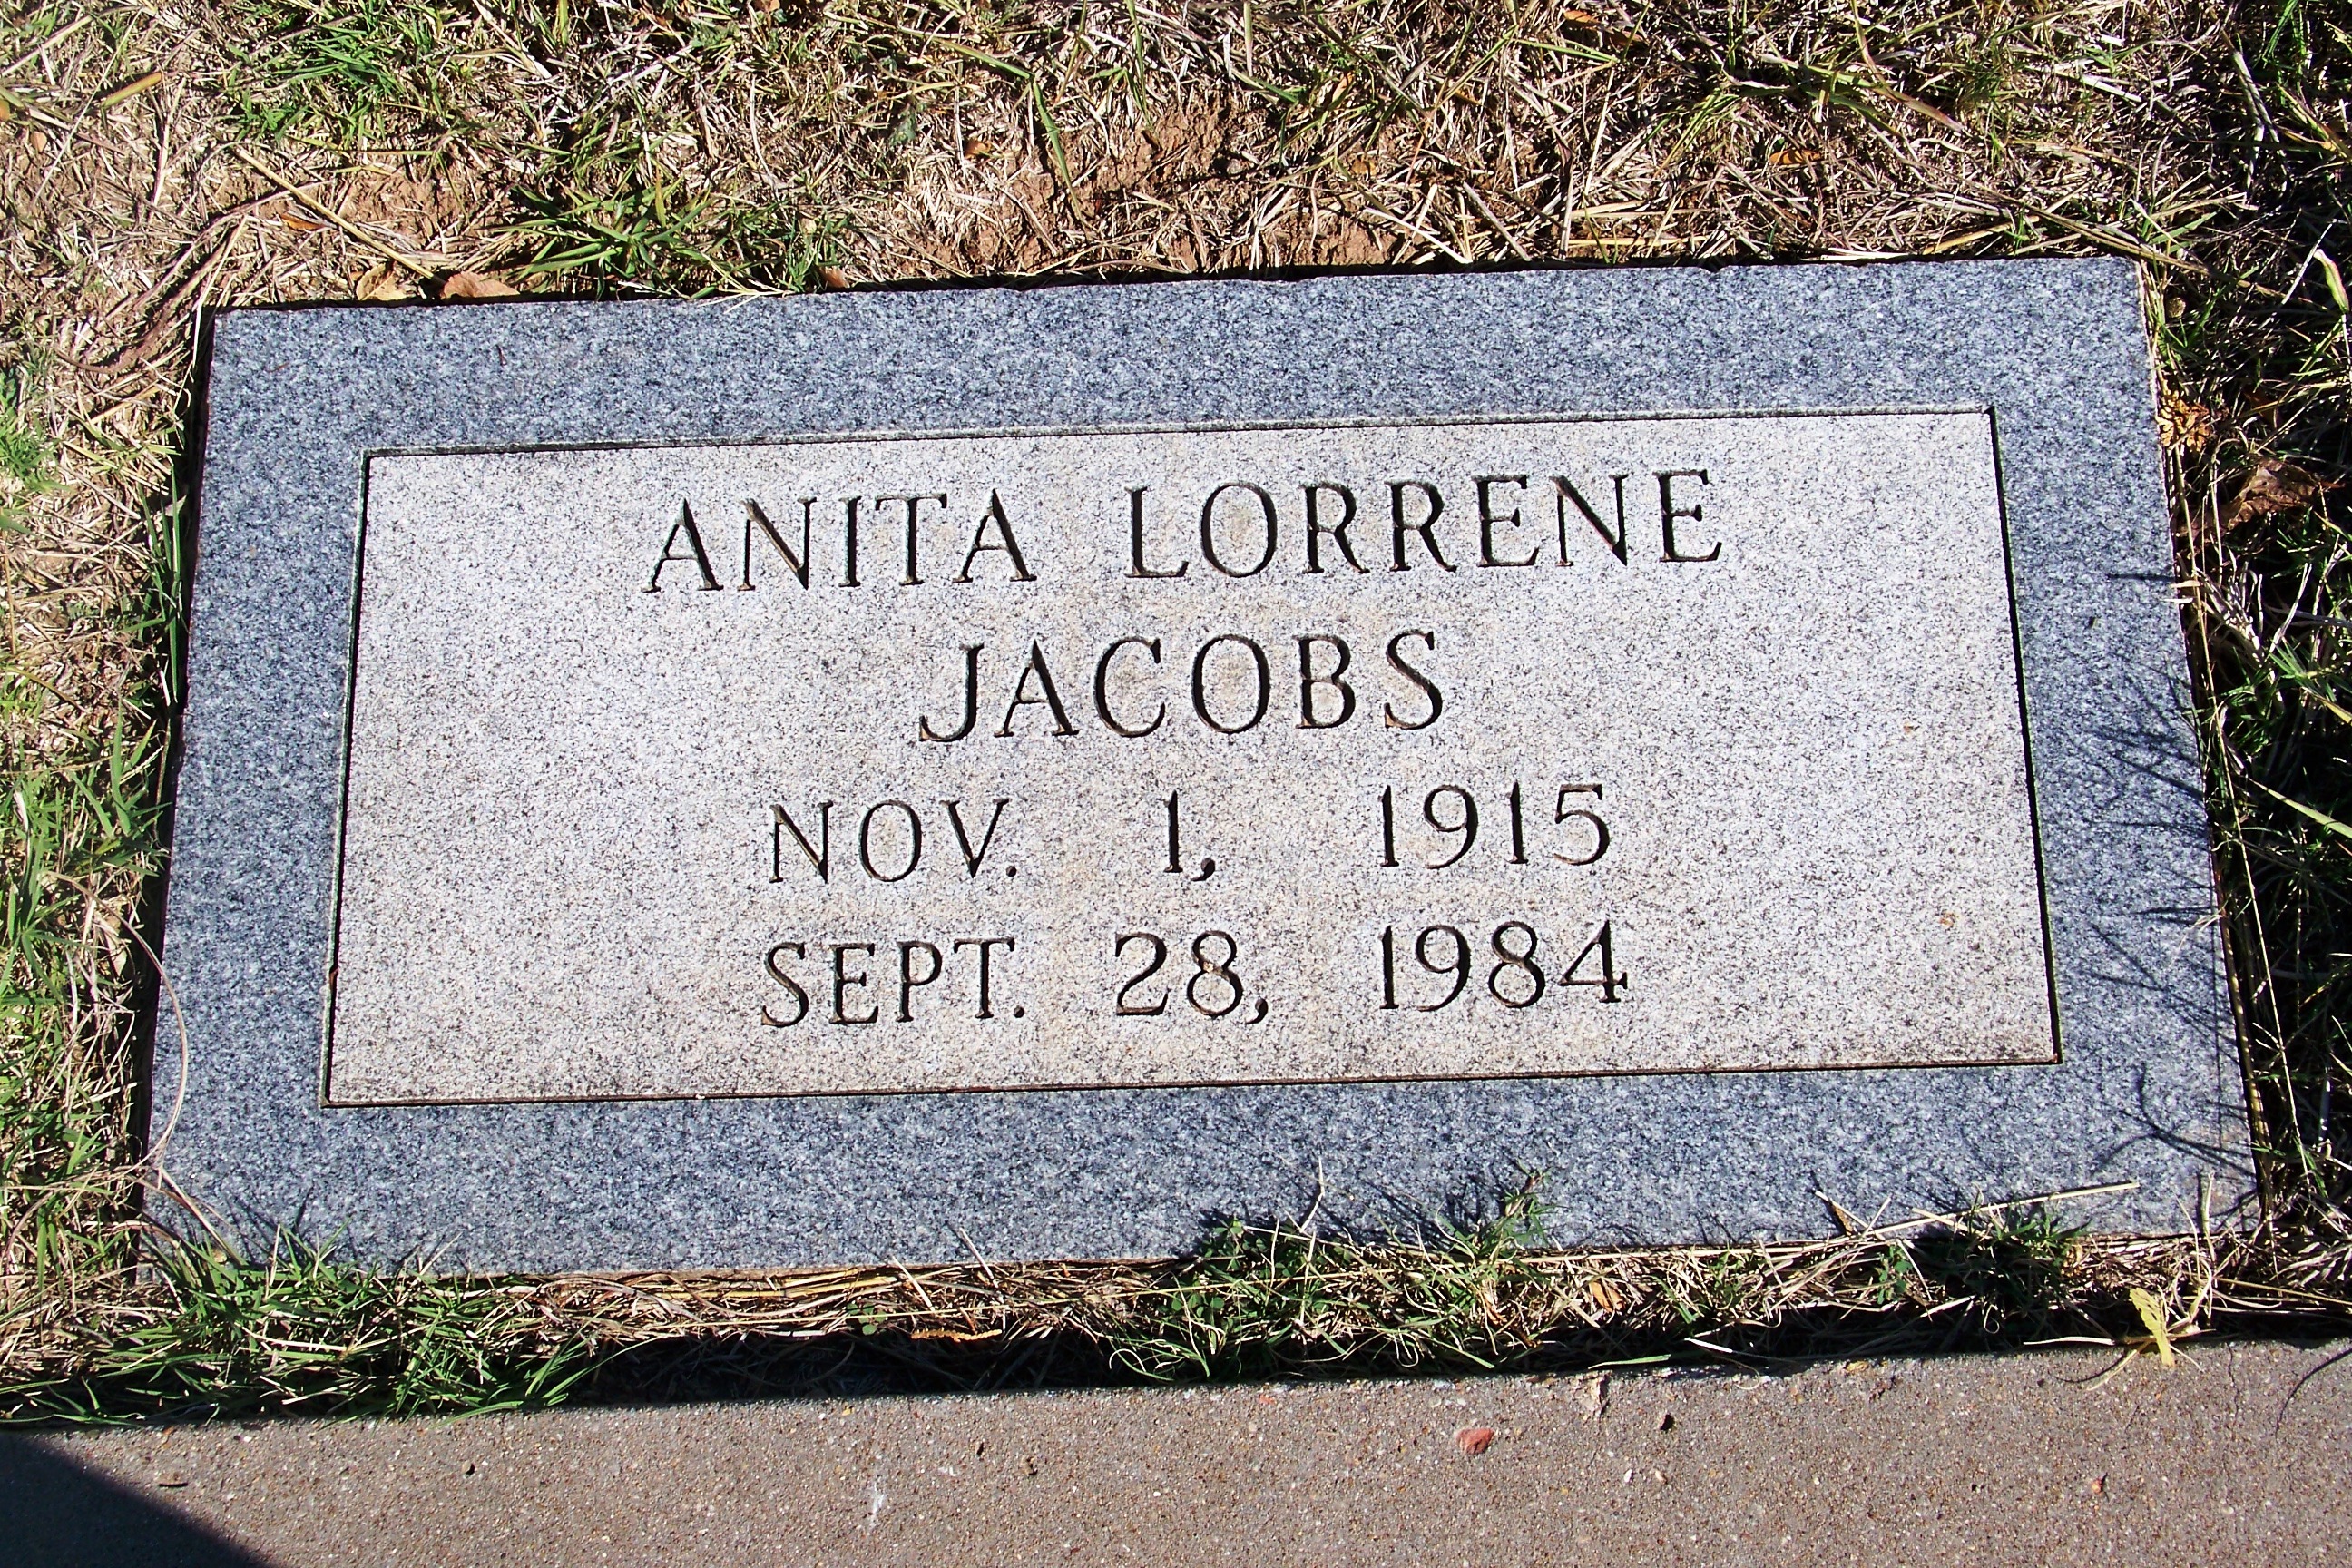 ANITA LORRENE
JACOBS
NOV. 1, 1915
SEPT. 28, 1984